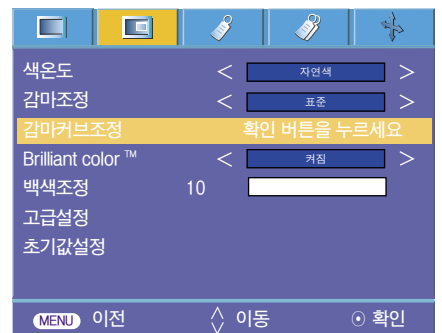 색온도 < 자연색 >
감마조정 < 표준 >
감마커브조정 확인 버튼을 누르세요
Brilliant color ™ < 켜짐 >
백색조정 10
고급설정
초기값설정
MENU 이전 이동 확인